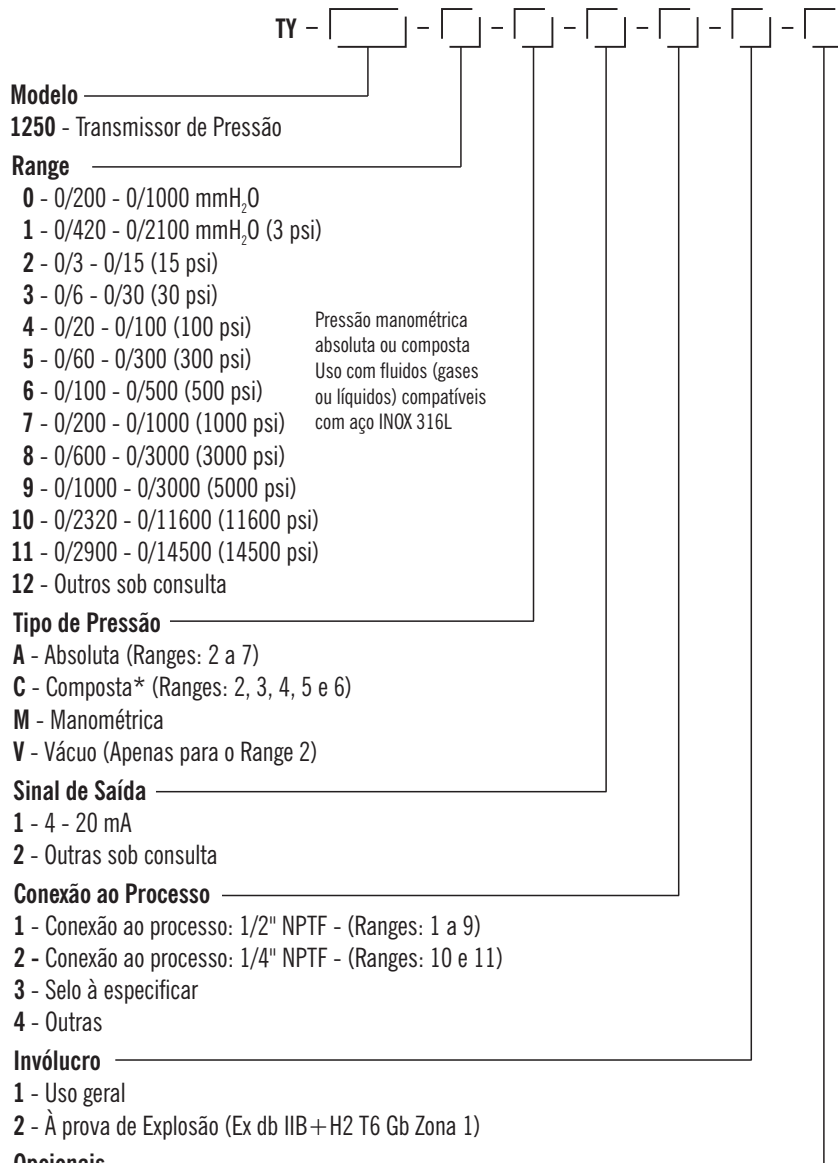 TY - - - - - - -
Modelo
1250 - Transmissor de Pressão
Range
0 - 0/200 - 0/1000 mmH2O
1 - 0/420 - 0/2100 mmH2O (3 psi)
2 - 0/3 - 0/15 (15 psi)
3 - 0/6 - 0/30 (30 psi)
4 - 0/20 - 0/100 (100 psi)
5 - 0/60 - 0/300 (300 psi)
6 - 0/100 - 0/500 (500 psi)
7 - 0/200 - 0/1000 (1000 psi)
8 - 0/600 - 0/3000 (3000 psi)
9 - 0/1000 - 0/3000 (5000 psi)
10 - 0/2320 - 0/11600 (11600 psi)
11 - 0/2900 - 0/14500 (14500 psi)
12 - Outros sob consulta
Pressão manométrica
absoluta ou composta
Uso com fluidos (gases
ou líquidos) compatíveis
com aço INOX 316L
Tipo de Pressão
A - Absoluta (Ranges: 2 a 7)
C - Composta* (Ranges: 2, 3, 4, 5 e 6)
M - Manométrica
V - Vácuo (Apenas para o Range 2)
Sinal de Saída
1 - 4 - 20 mA
2 - Outras sob consulta
Conexão ao Processo
1 - Conexão ao processo: 1/2" NPTF - (Ranges: 1 a 9)
2 - Conexão ao processo: 1/4" NPTF - (Ranges: 10 e 11)
3 - Selo à especificar
4 - Outras
Invólucro
1 - Uso geral
2 - À prova de Explosão (Ex db IIB+H2 T6 Gb Zona 1)
Opcionais